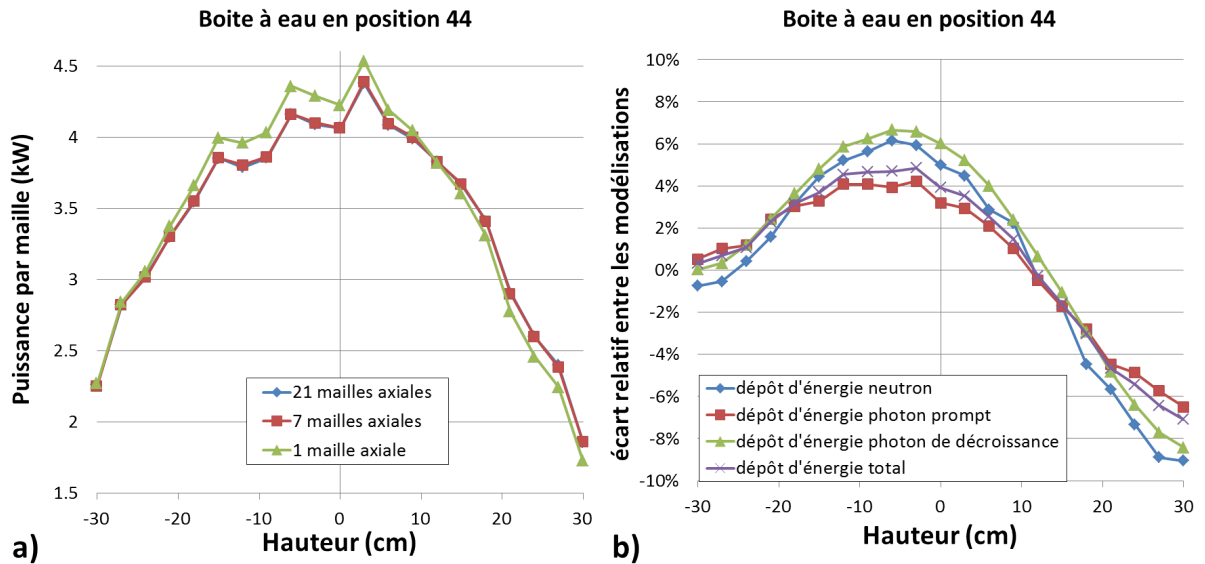 Boite à eau en position 44
Puissance par maille (kW)
4.5
4
3.5
3
2.5
2
1.5
21 mailles axiales
7 mailles axiales
1 maille axiale
-30
-20
-10
0
10
20
30
Hauteur (cm)
a)
Boite à eau en position 44
écart relatif entre les modélisations
10%
8%
6%
4%
2%
0%
-2%
-4%
-6%
-8%
-10%
dépôt d'énergie neutron
dépôt d'énergie photon prompt
dépôt d'énergie photon de décroissance
dépôt d'énergie total
-30
-20
-10
0
10
20
30
Hauteur (cm)
b)